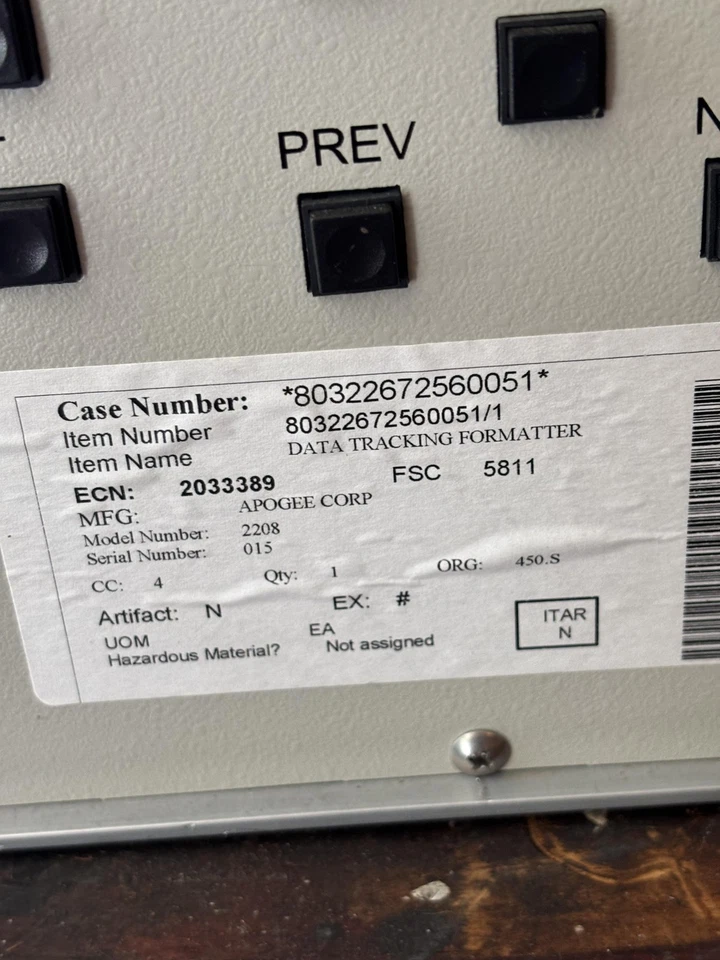 PREV
Case Number: *80322672560051*
Item Number 80322672560051/1
Item Name DATA TRACKING FORMATTER
ECN: 2033389 FSC 5811
MFG: APOGEE CORP
Model Number: 2208
Serial Number: 015
CC: 4 Qty: 1 ORG: 450.S
Artifact: N EX: #
UOM EA
Hazardous Material? Not assigned
ITAR
N